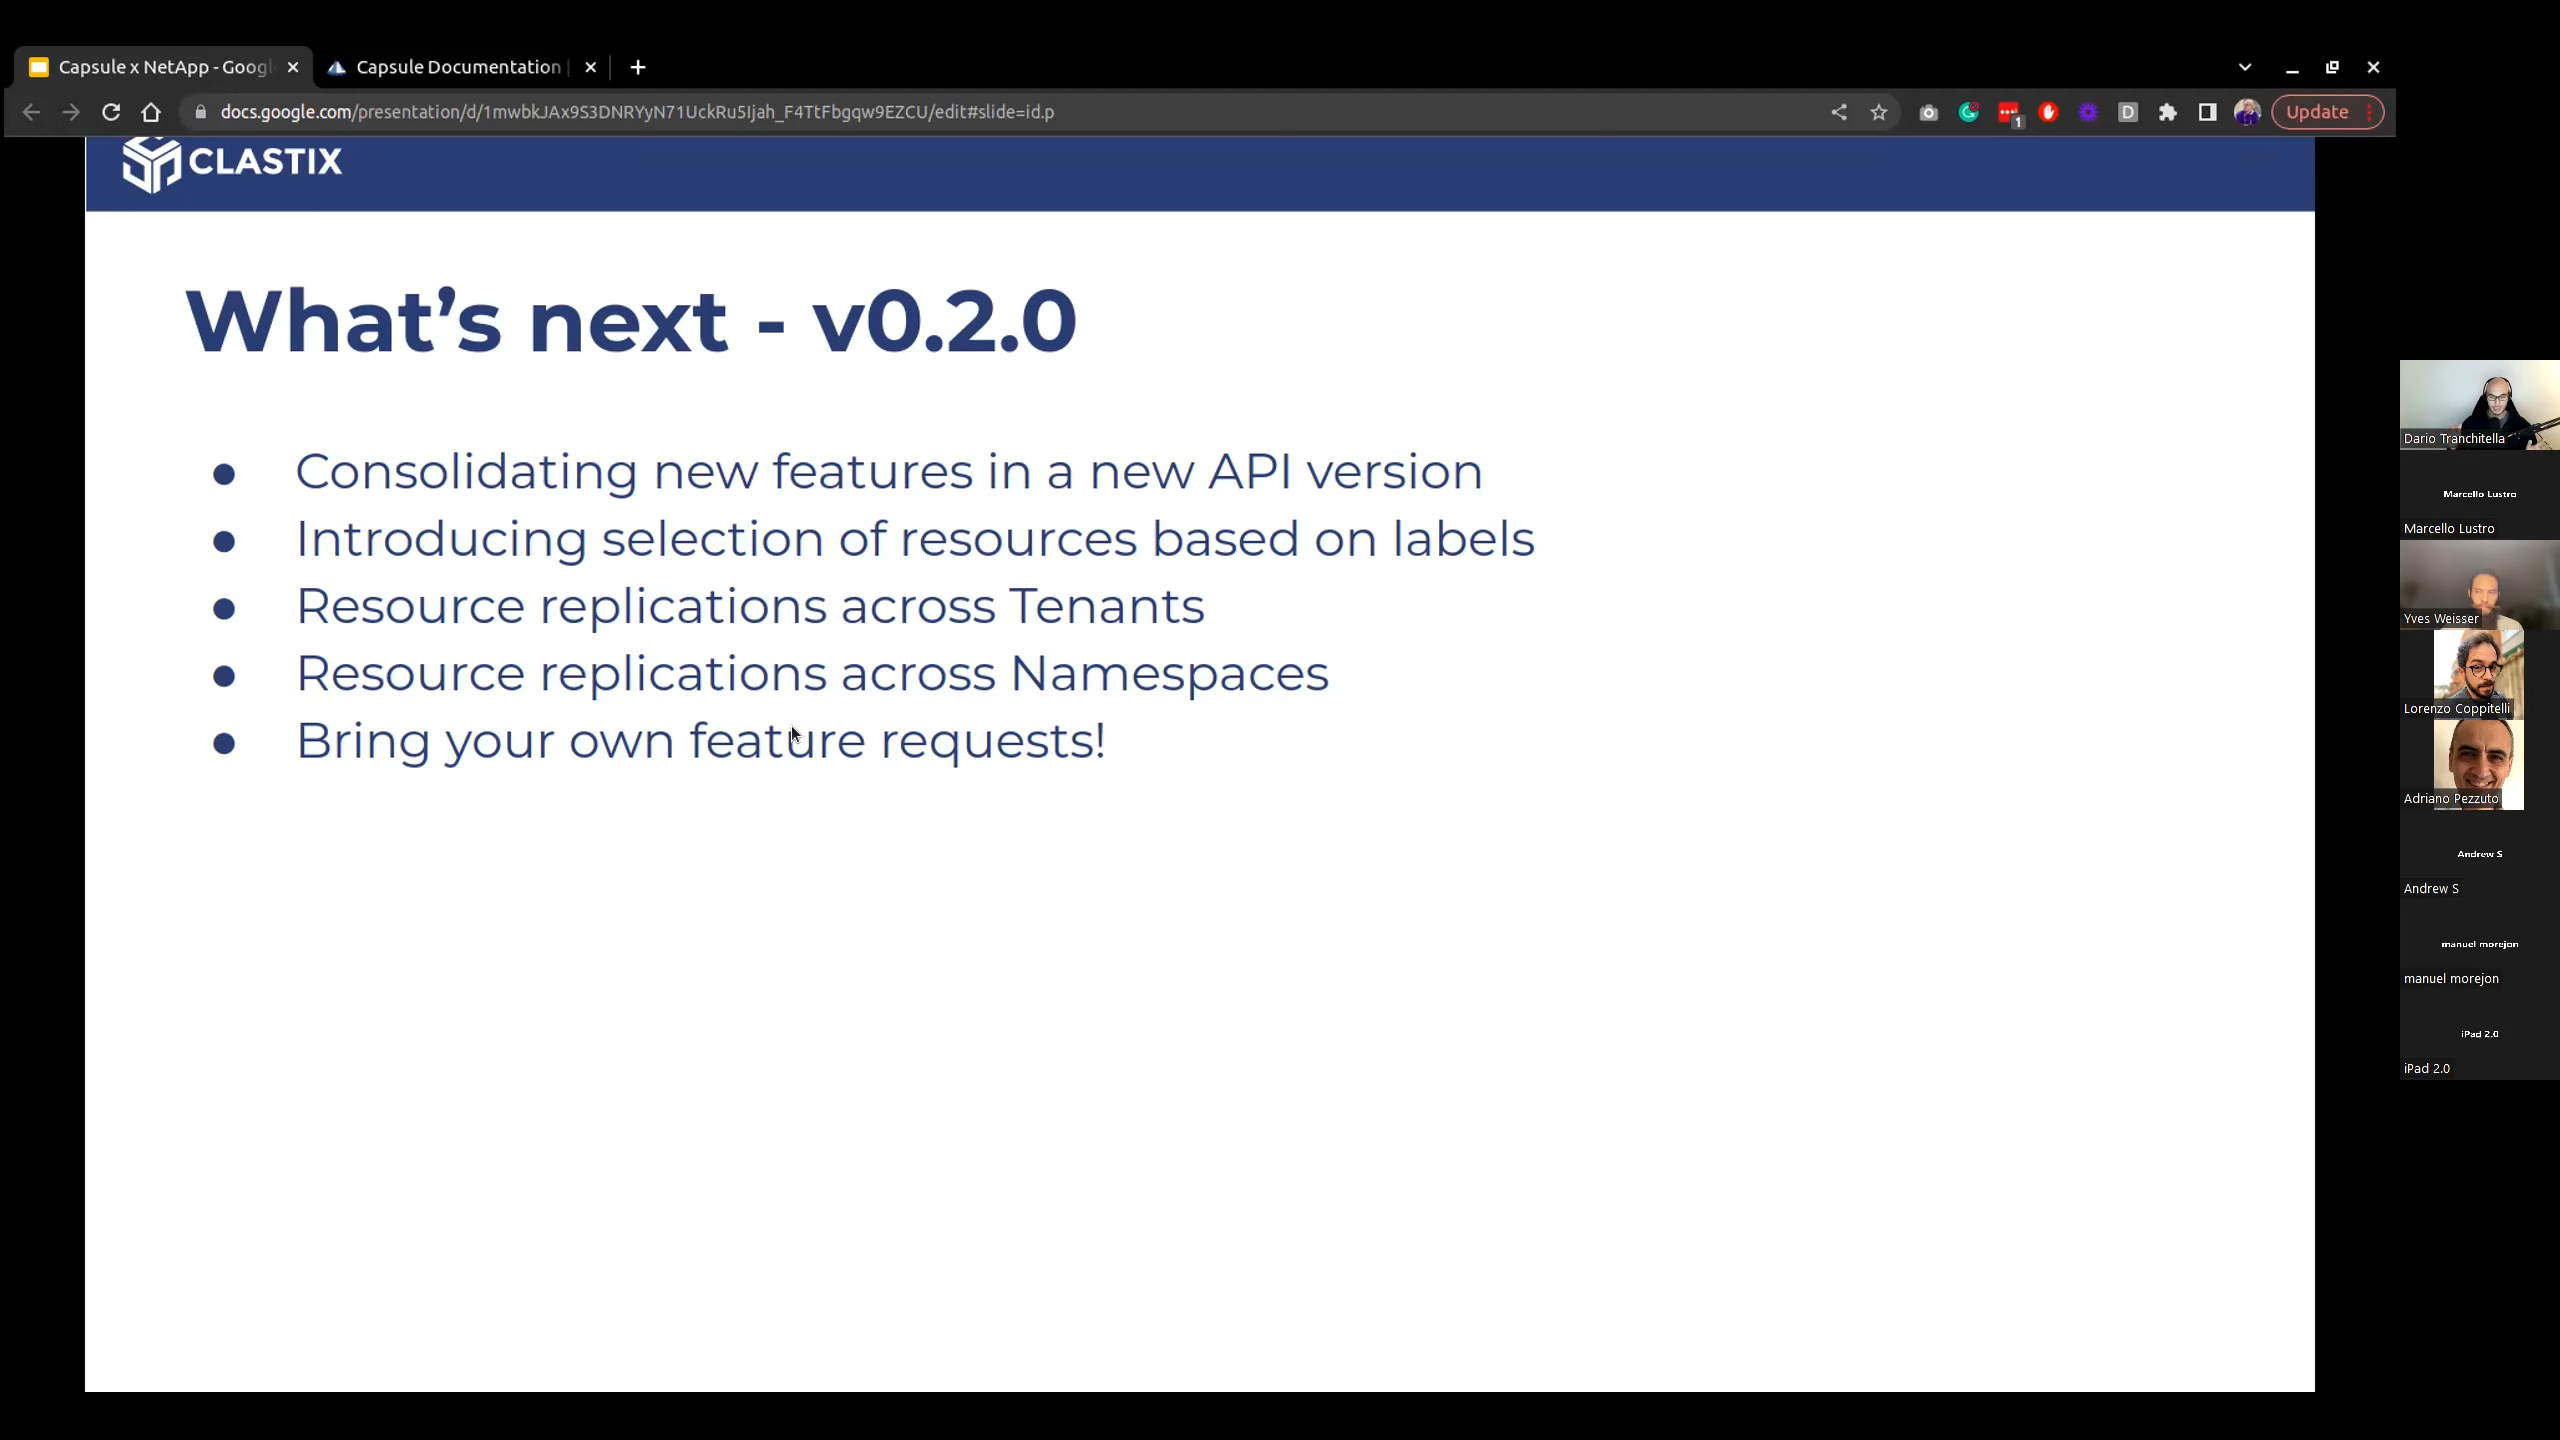 Capsule x NetApp - Googl
Capsule Documentation |
docs.google.com/presentation/d/1mwbkJAx9S3DNRYyN71UckRu5Ijah_F4TtFbgqw9EZCU/edit#slide=id.p
1
D
Update
CLASTIX
What’s next - v0.2.0
● Consolidating new features in a new API version
● Introducing selection of resources based on labels
● Resource replications across Tenants
● Resource replications across Namespaces
● Bring your own feature requests!
Dario Tranchitella
Marcello Lustro
Marcello Lustro
Yves Weisser
Lorenzo Coppitelli
Adriano Pezzuto
Andrew S
Andrew S
manuel morejon
manuel morejon
iPad 2.0
iPad 2.0